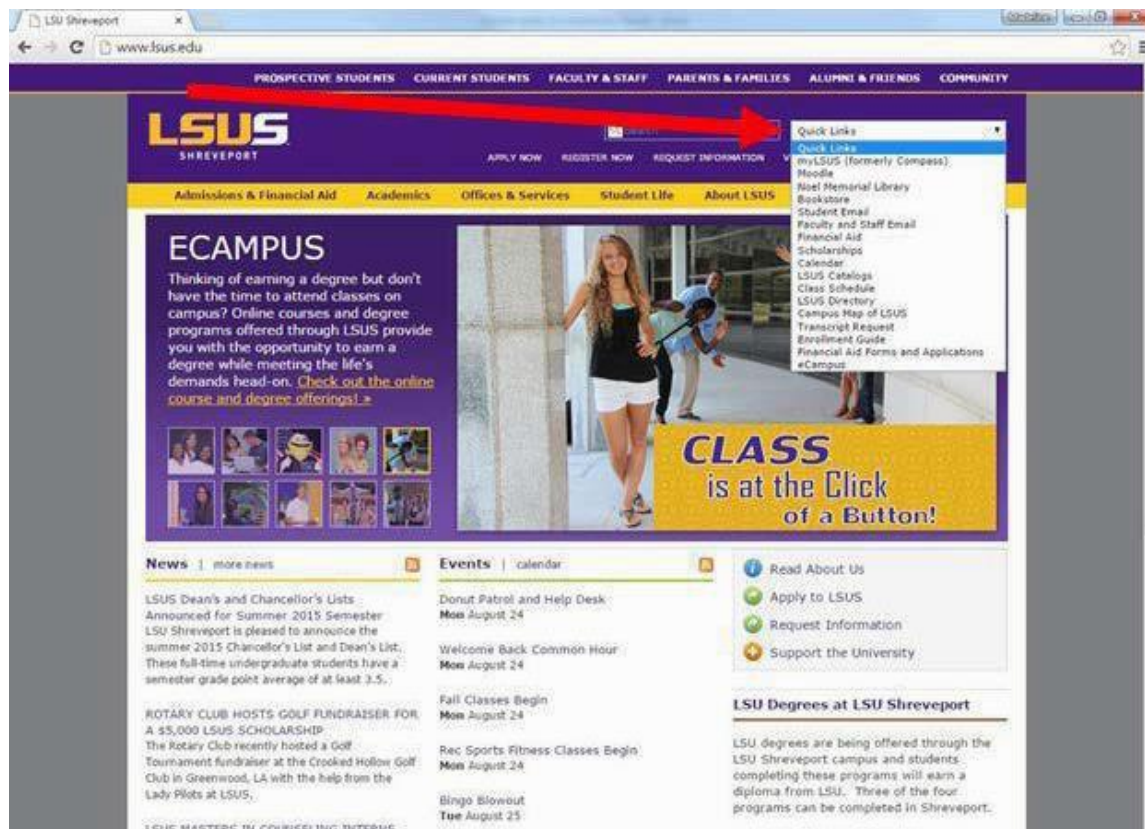 LSU Shreveport
www.lsus.edu
PROSPECTIVE STUDENTS CURRENT STUDENTS FACULTY & STAFF PARENTS & FAMILIES ALUMNI & FRIENDS COMMUNITY
LSUS
SHREVEPORT
Search
Quick Links
APPLY NOW REGISTER NOW REQUEST INFORMATION
Quick Links
myLSUS (formerly Compass)
Moodle
Noel Memorial Library
Bookstore
Student Email
Faculty and Staff Email
Financial Aid
Scholarships
Calendar
LSUS Catalogs
Class Schedule
LSUS Directory
Campus Map of LSUS
Transcript Request
Enrollment Guide
Financial Aid Forms and Applications
eCampus
Admissions & Financial Aid Academics Offices & Services Student Life About LSUS
ECAMPUS
Thinking of earning a degree but don't
have the time to attend classes on
campus? Online courses and degree
programs offered through LSUS provide
you with the opportunity to earn a
degree while meeting the life's
demands head-on. Check out the online
course and degree offerings! »
CLASS
is at the Click
of a Button!
News | more news
LSUS Dean's and Chancellor's Lists
Announced for Summer 2015 Semester
LSU Shreveport is pleased to announce the
summer 2015 Chancellor's List and Dean's List.
These full-time undergraduate students have a
semester grade point average of at least 3.5.
ROTARY CLUB HOSTS GOLF FUNDRAISER FOR
A $5,000 LSUS SCHOLARSHIP
The Rotary Club recently hosted a Golf
Tournament fundraiser at the Crooked Hollow Golf
Club in Greenwood, LA with the help from the
Lady Pilots at LSUS.
LSUS MASTERS IN COUNSELING INTERNS
Events | calendar
Donut Patrol and Help Desk
Mon August 24
Welcome Back Common Hour
Mon August 24
Fall Classes Begin
Mon August 24
Rec Sports Fitness Classes Begin
Mon August 24
Bingo Blowout
Tue August 25
Read About Us
Apply to LSUS
Request Information
Support the University
LSU Degrees at LSU Shreveport
LSU degrees are being offered through the
LSU Shreveport campus and students
completing these programs will earn a
diploma from LSU. Three of the four
programs can be completed in Shreveport.